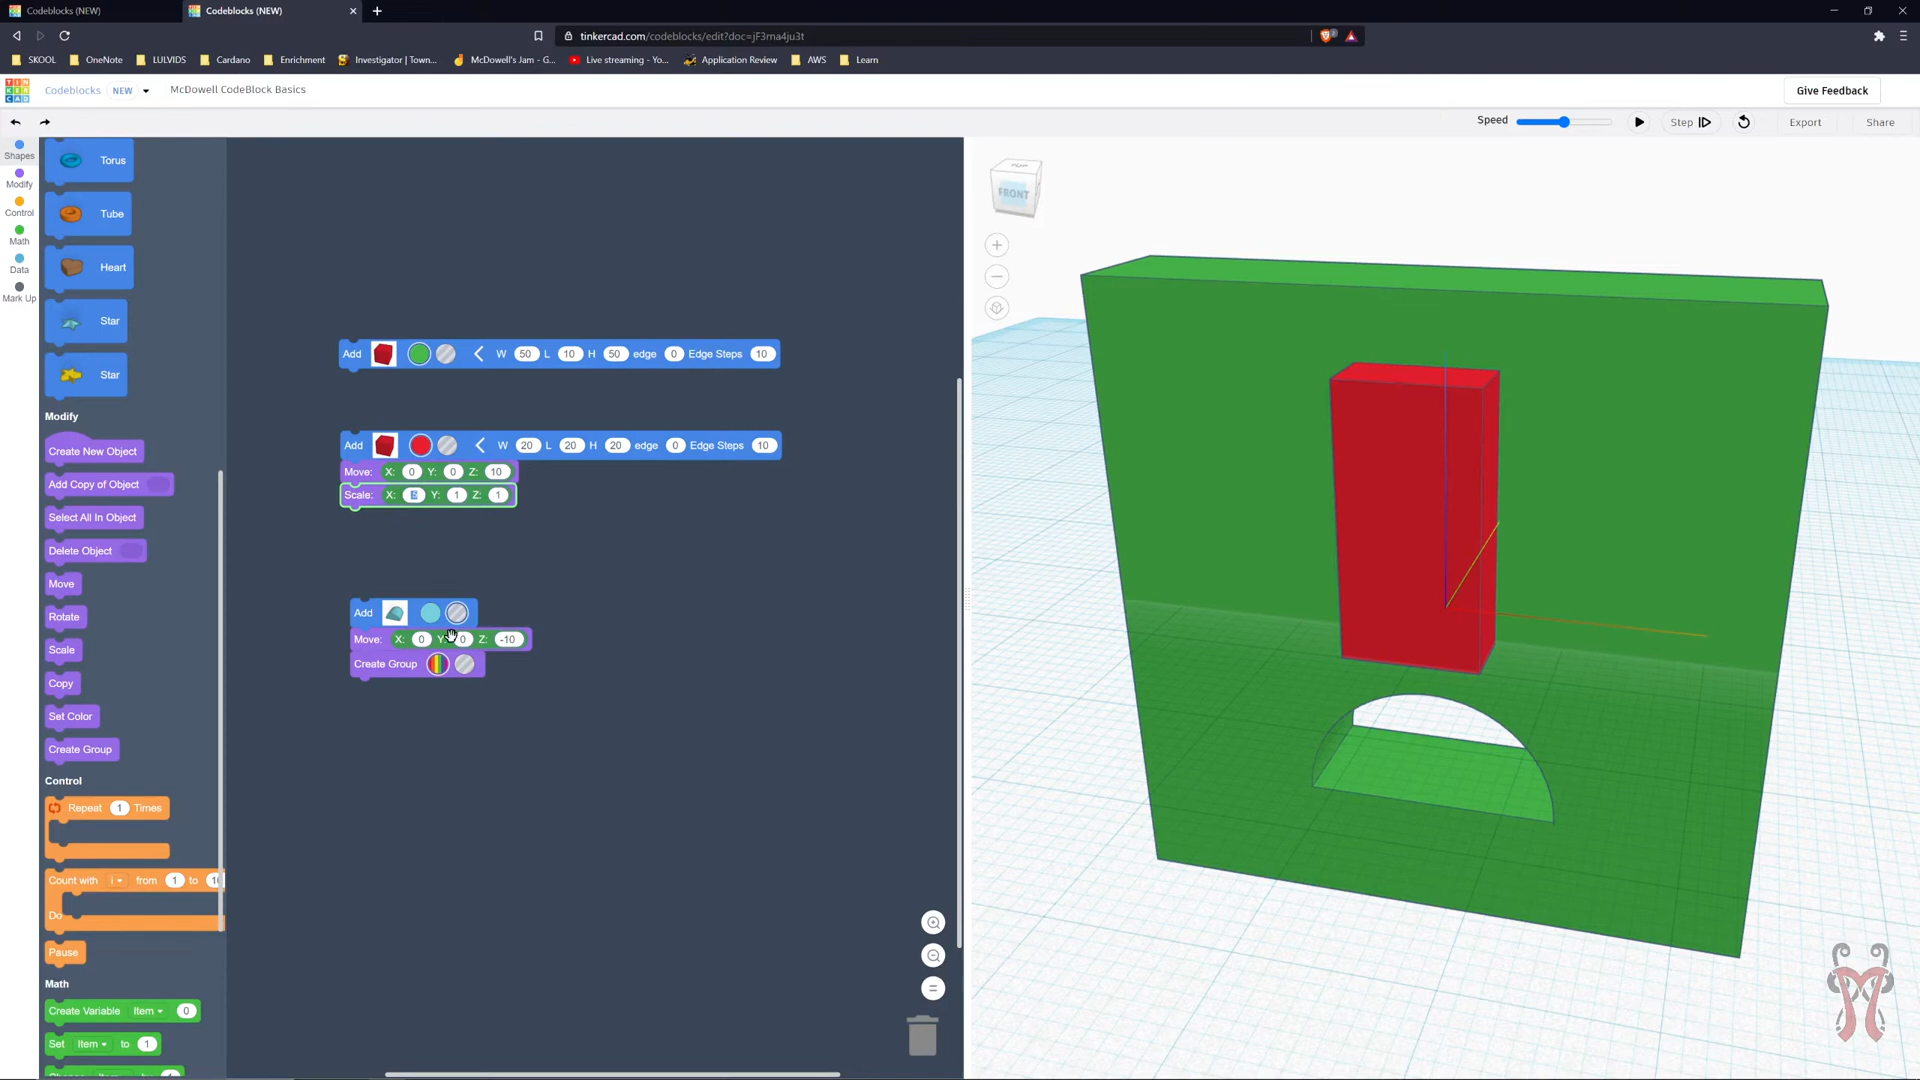 Codeblocks (NEW)
Codeblocks (NEW)
tinkercad.com/codeblocks/edit?doc=jF3ma4ju3t
SKOOL
OneNote
LULVIDS
Cardano
Enrichment
Investigator | Town...
McDowell's Jam - G...
Live streaming - Yo...
Application Review
AWS
Learn
TIN
KER
CAD
Codeblocks
NEW
McDowell CodeBlock Basics
Give Feedback
Speed
Step
Export
Share
Shapes
Modify
Control
Math
Data
Mark Up
Torus
Tube
Heart
Star
Star
Modify
Create New Object
Add Copy of Object
Select All In Object
Delete Object
Move
Rotate
Scale
Copy
Set Color
Create Group
Control
Repeat 1 Times
Count with i from 1 to 10
Do
Pause
Math
Create Variable Item 0
Set Item to 1
Add W 50 L 10 H 50 edge 0 Edge Steps 10
Add W 20 L 20 H 20 edge 0 Edge Steps 10
Move: X: 0 Y: 0 Z: 10
Scale: X: Y: 1 Z: 1
Add
Move: X: 0 Y: 0 Z: -10
Create Group
TOP
FRONT